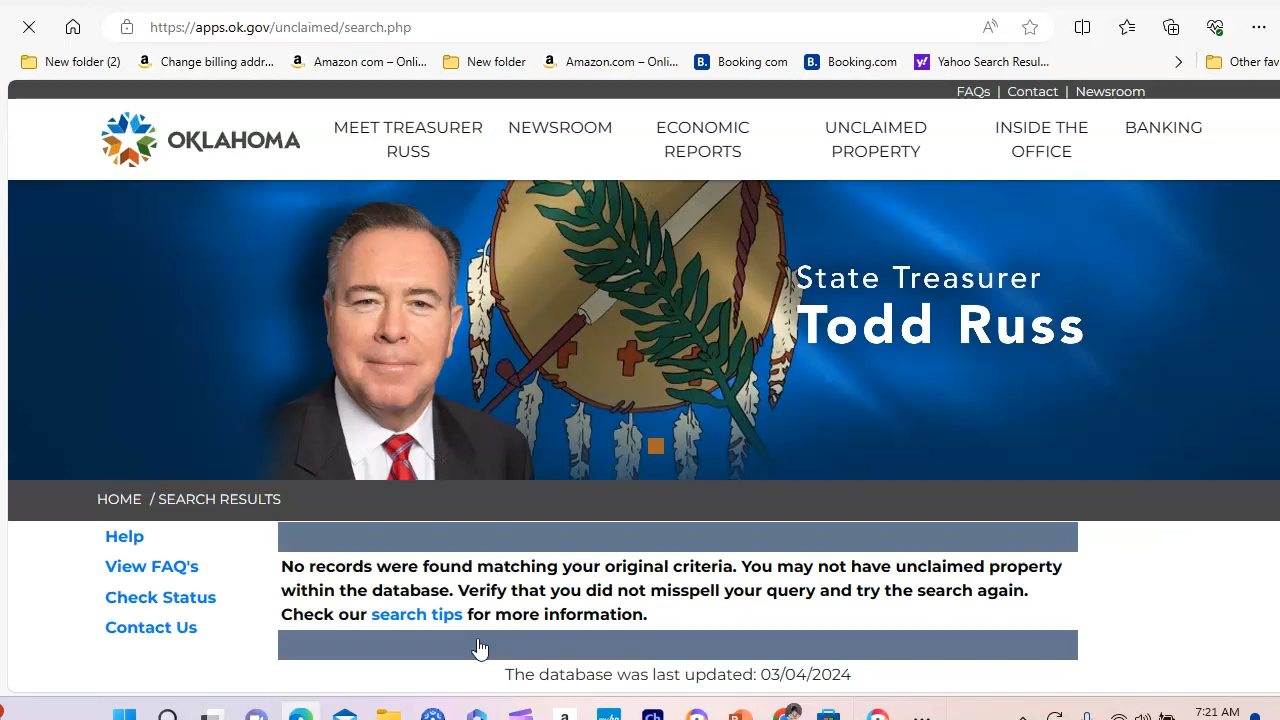 https://apps.ok.gov/unclaimed/search.php
New folder (2) Change billing addr... Amazon com – Onli... New folder Amazon.com – Onli... Booking com Booking.com Yahoo Search Resul... Other fav
FAQs | Contact | Newsroom
OKLAHOMA
MEET TREASURER RUSS
NEWSROOM
ECONOMIC REPORTS
UNCLAIMED PROPERTY
INSIDE THE OFFICE
BANKING
State Treasurer
Todd Russ
HOME / SEARCH RESULTS
Help
View FAQ's
Check Status
Contact Us
No records were found matching your original criteria. You may not have unclaimed property
within the database. Verify that you did not misspell your query and try the search again.
Check our search tips for more information.
The database was last updated: 03/04/2024
7:21 AM